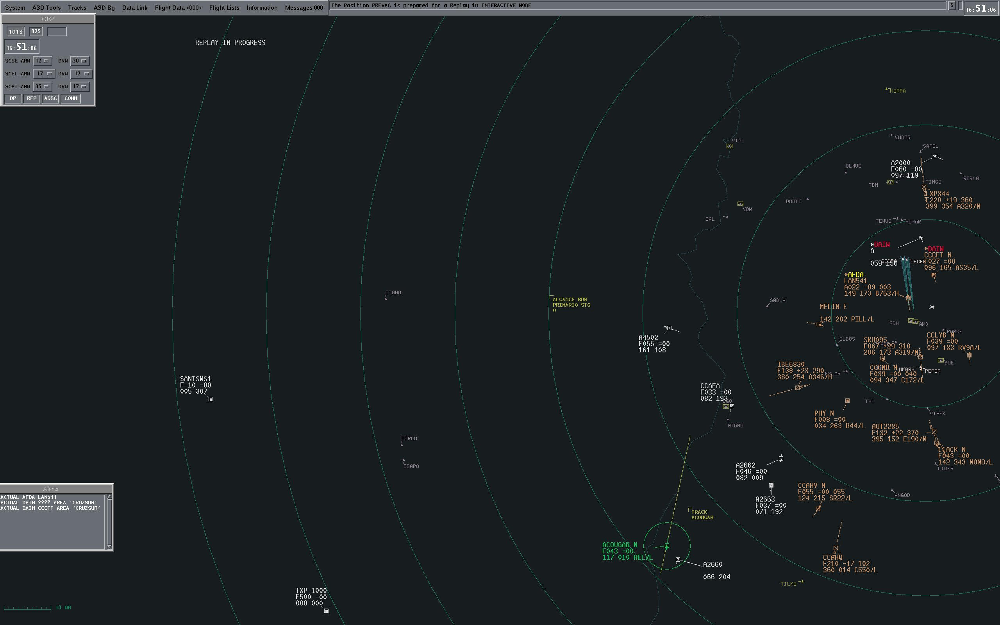 System ASD Tools Tracks ASD Bg Data Link Flight Data <000> Flight Lists Information Messages 000
The Position PREVAC is prepared for a Replay in INTERACTIVE MODE
5
16:51:06
GIW
1013 075
16:51:06
SCSE ARW 12 DRW 30
SCEL ARW 17 DRW 17
SCAT ARW 35 DRW 17
DP RFP ADSC CONN
REPLAY IN PROGRESS
MORPA
VUDOG
VTN
SAFEL
A2000
F060 =00
097 119
OLMUE
RIBLA
TINGO
TBN
LXP344
F220 +19 360
399 354 A320/M
DONTI
VDM
SAL
TEMUS
PUMAR
*DAIW
A
059 156
*DAIW
CCCFT N
F027 =00
096 165 AS35/L
*AFDA
LAN541
A022 -09 003
149 173 B763/H
ITANO
ALCANCE RDR
PRIMARIO STG
O
SABLA
MELIN E
142 282 PILL/L
PDH
AMB
PARKE
A4502
F055 =00
161 108
ELBOS
SKU095
F067 +29 310
286 173 A319/M
CCLYB N
F039 =00
097 183 RV9A/L
BQE
IBE6830
F138 +23 290
380 254 A346/H
ESLAR
UKARA
PEFOR
CCCMD N
F039 =00 040
094 347 C172/L
SANTSMS1
F-10 =00
005 307
CCAFA
F033 =00
082 193
TAL
VISEK
NIDMU
PHY N
F008 =00
034 263 R44/L
AUT2285
F132 +22 370
395 152 E190/M
TIRLO
CCACK N
F043 =00
142 343 MONO/L
LINER
OSABO
A2662
F046 =00
082 009
CCAHV N
F055 =00 055
124 215 SR22/L
ANGOD
A2663
F037 =00
071 192
Alerts
ACTUAL AFDA LAN541
ACTUAL DAIW ???? AREA 'CRUZSUR'
ACTUAL DAIW CCCFT AREA 'CRUZSUR'
TRACK
ACOUGAR
ACOUGAR N
F043 =00
117 010 HEL/L
A2660
066 204
CCAHQ
F210 -17 102
360 014 C550/L
TILKO
TXP 1000
F500 =00
000 000
10 NM